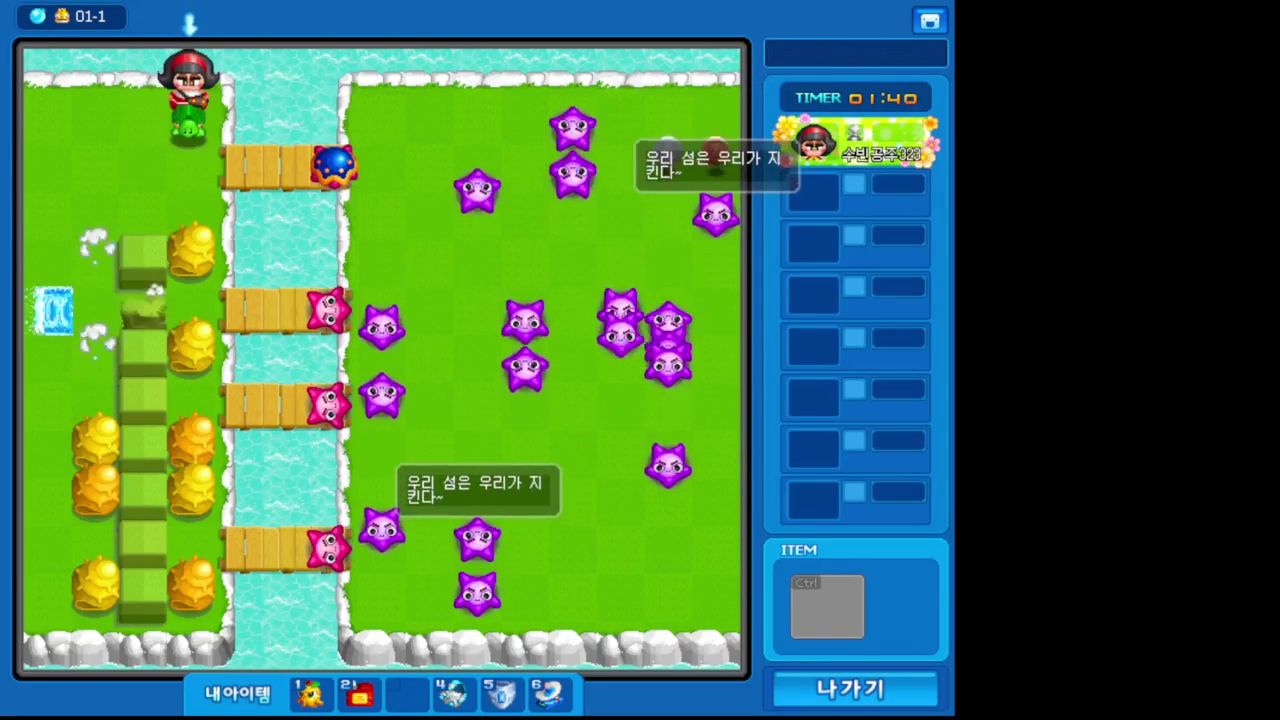 01-1
TIMER 01:40
수빈공주323
우리 섬은 우리가 지
킨다~
우리 섬은 우리가 지
킨다~
ITEM
Ctrl
내아이템
1
2
4
5
6
나가기